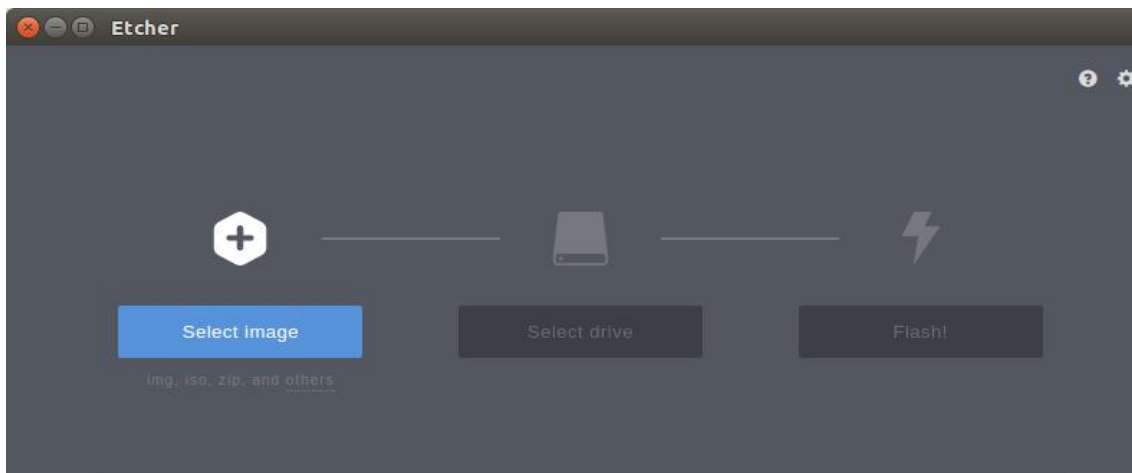 Etcher
Select image
Select drive
Flash!
img, iso, zip, and others